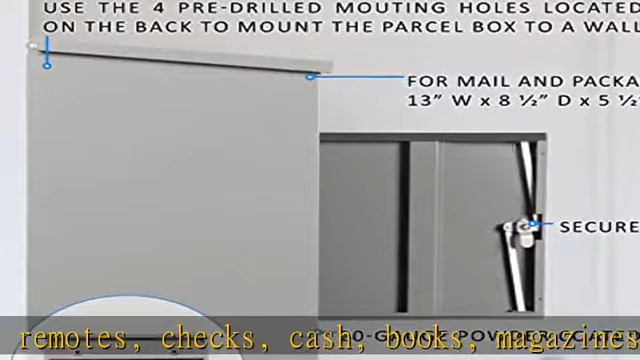 USE THE 4 PRE-DRILLED MOUTING HOLES LOCATED
ON THE BACK TO MOUNT THE PARCEL BOX TO A WALL
FOR MAIL AND PACKA
13” W x 8 ½” D x 5 ½
SECURE
remotes, checks, cash, books, magazines